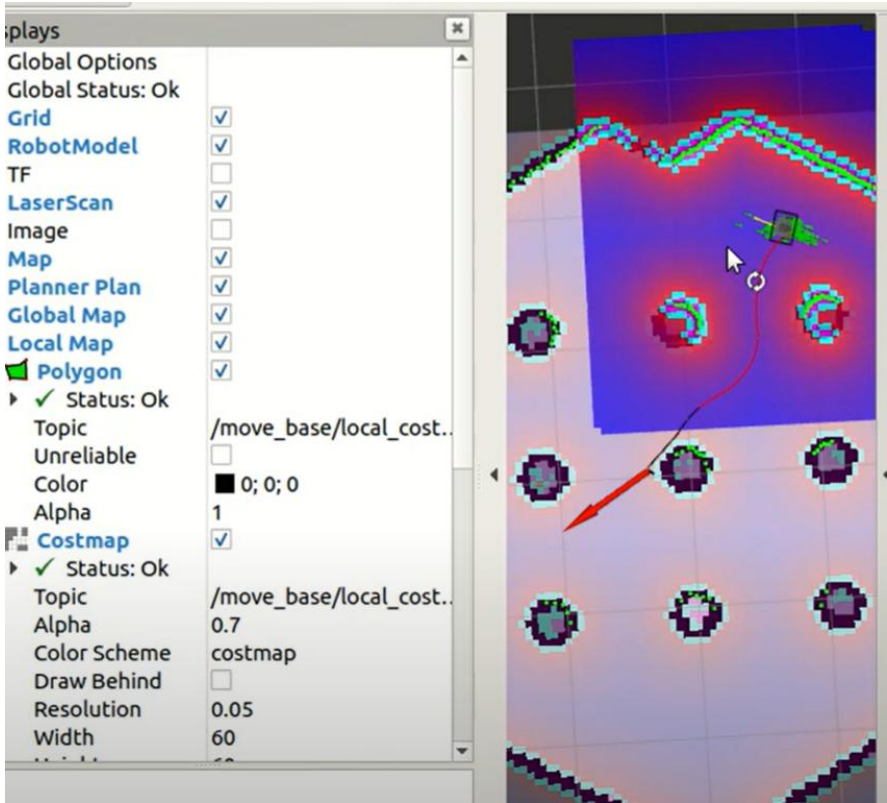 splays
Global Options
Global Status: Ok
Grid
RobotModel
TF
LaserScan
Image
Map
Planner Plan
Global Map
Local Map
Polygon
Status: Ok
Topic /move_base/local_cost..
Unreliable
Color 0; 0; 0
Alpha 1
Costmap
Status: Ok
Topic /move_base/local_cost..
Alpha 0.7
Color Scheme costmap
Draw Behind
Resolution 0.05
Width 60